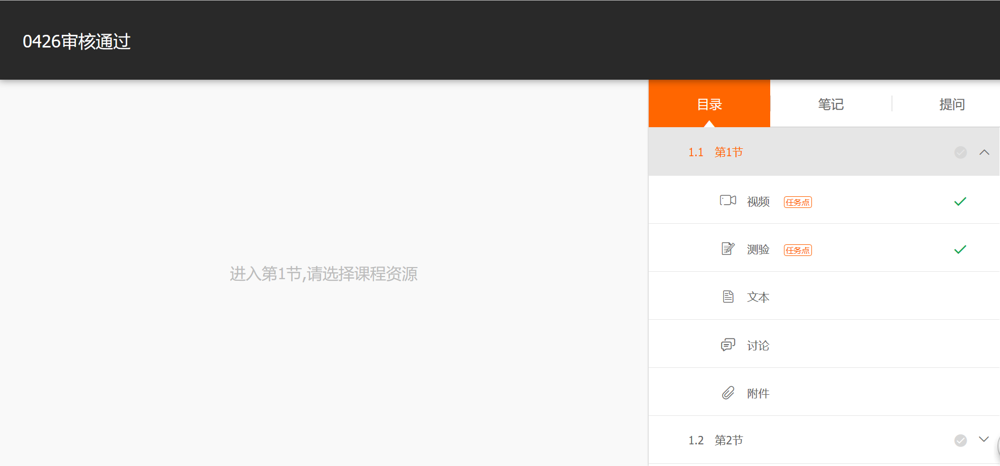 0426审核通过
目录 笔记 提问
1.1 第1节
视频 任务点
测验 任务点
进入第1节,请选择课程资源
文本
讨论
附件
1.2 第2节